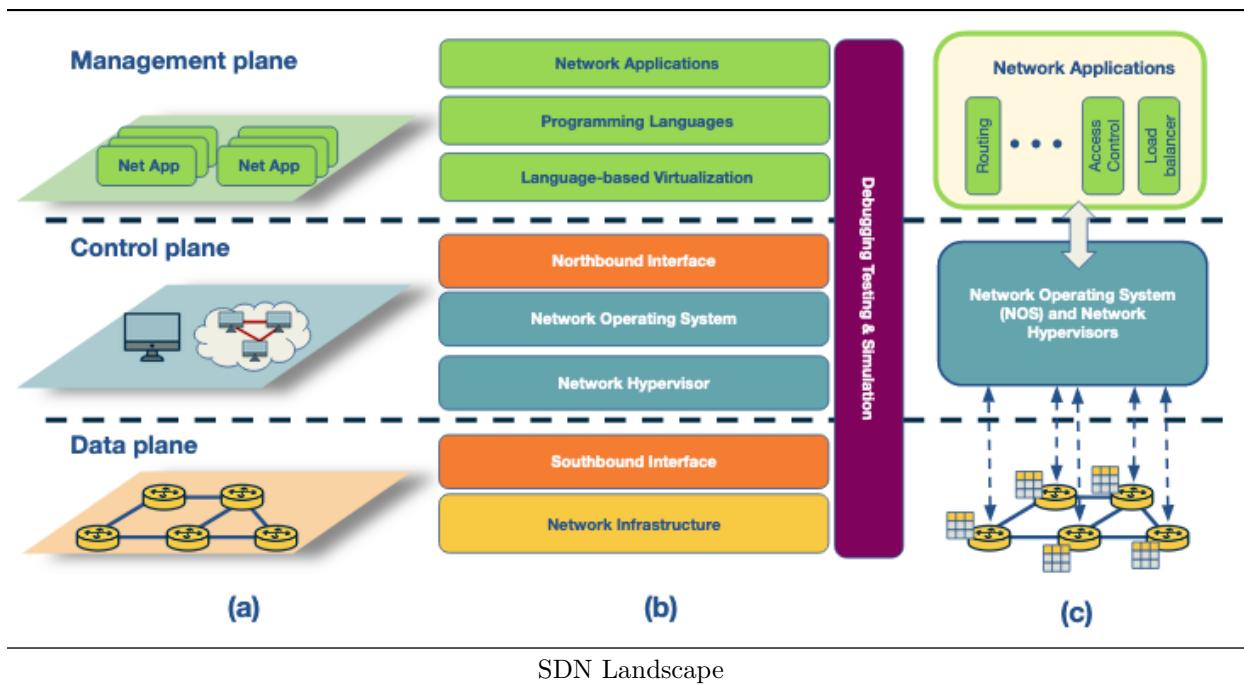 Management plane
Net App
Net App
Control plane
Data plane
(a)
Network Applications
Programming Languages
Language-based Virtualization
Northbound Interface
Network Operating System
Network Hypervisor
Southbound Interface
Network Infrastructure
Debugging Testing & Simulation
(b)
Network Applications
Routing
Access
Control
Load
balancer
Network Operating System
(NOS) and Network
Hypervisors
(c)
SDN Landscape